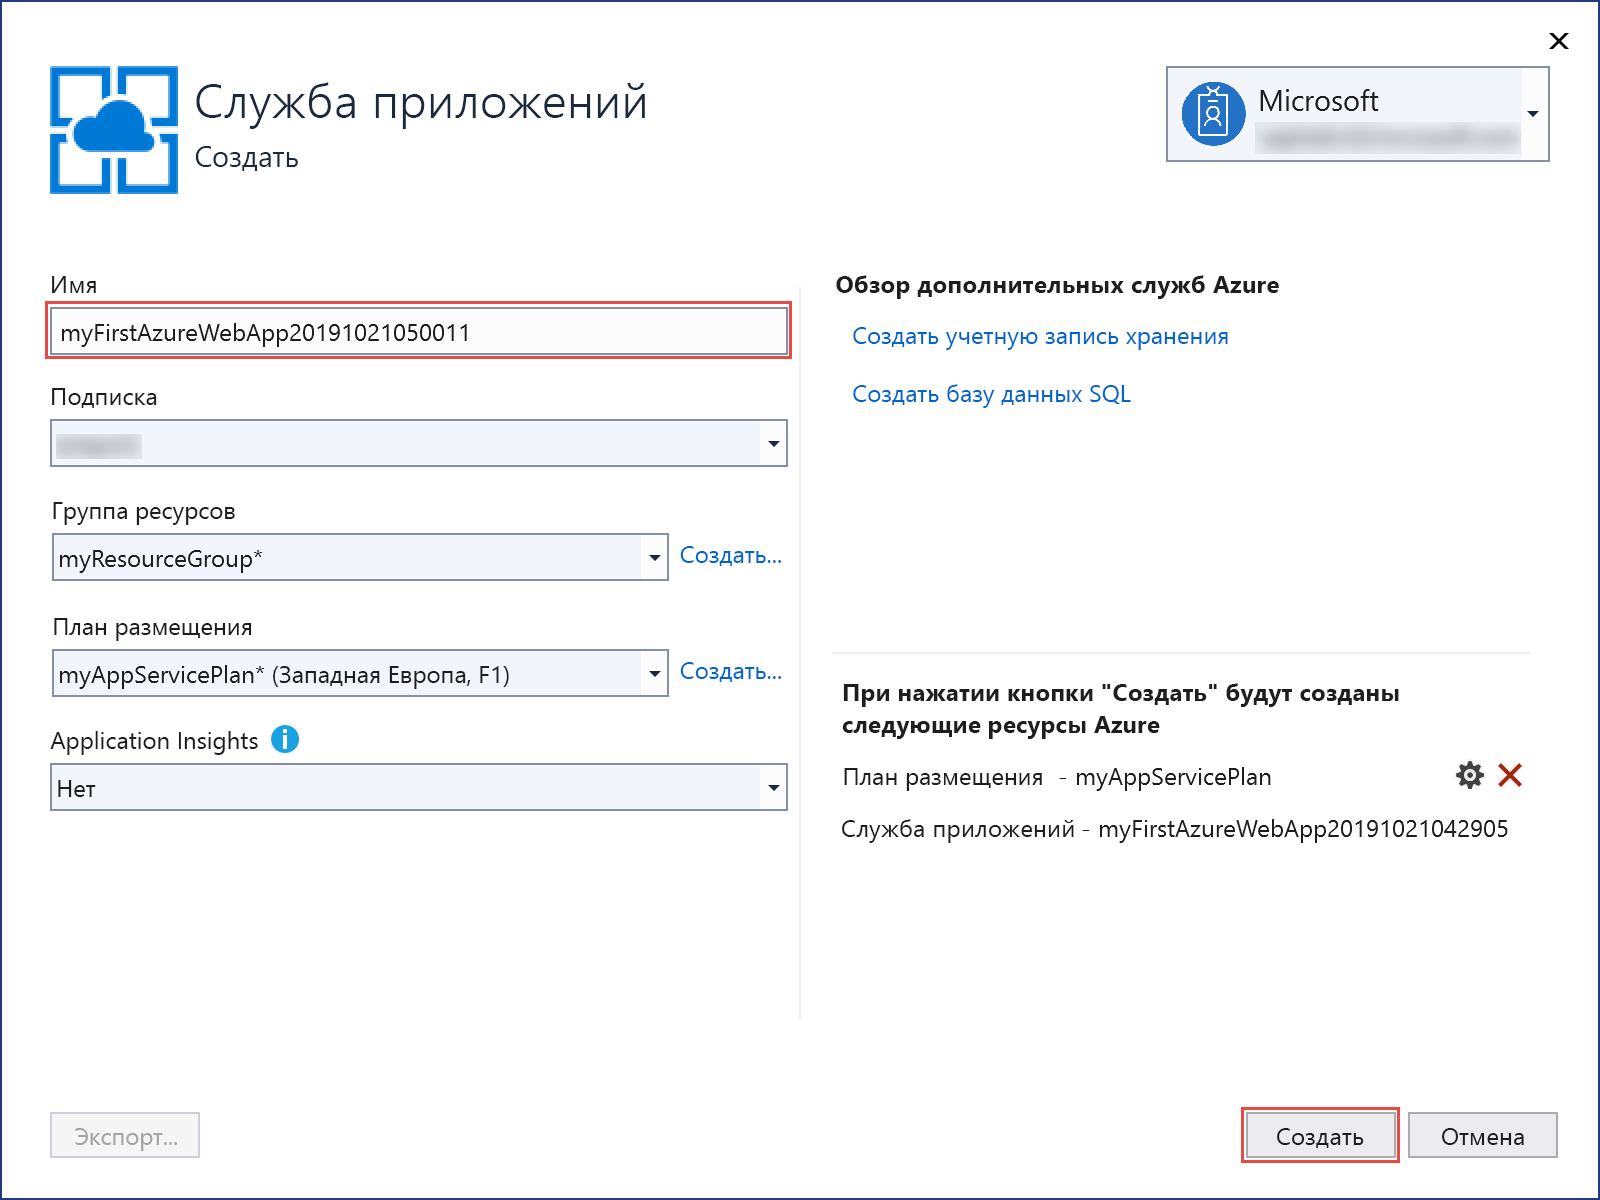 Служба приложений
Создать
Microsoft
Имя
myFirstAzureWebApp20191021050011
Подписка
Группа ресурсов
myResourceGroup*
Создать...
План размещения
myAppServicePlan* (Западная Европа, F1)
Создать...
Application Insights
Нет
Обзор дополнительных служб Azure
Создать учетную запись хранения
Создать базу данных SQL
При нажатии кнопки "Создать" будут созданы
следующие ресурсы Azure
План размещения - myAppServicePlan
Служба приложений - myFirstAzureWebApp20191021042905
Экспорт...
Создать
Отмена